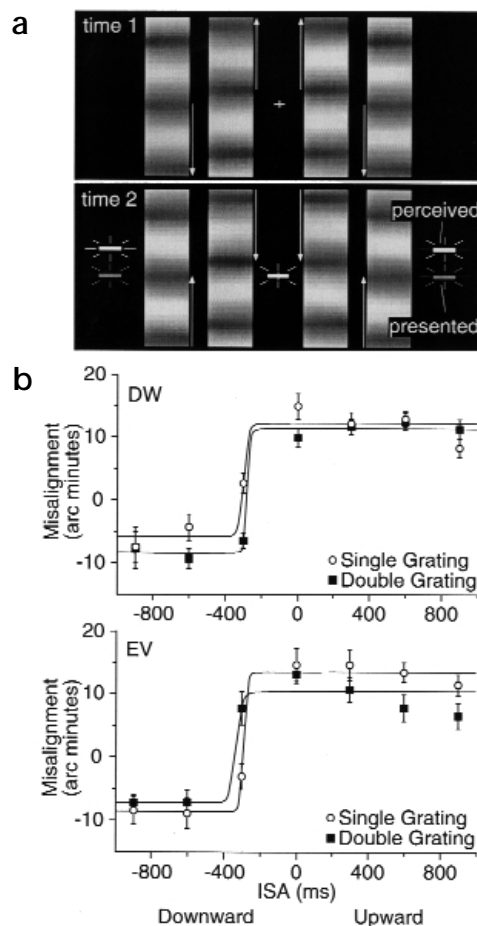 a
time 1
time 2
perceived
presented
b
20
DW
10
0
-10
Misalignment
(arc minutes)
Single Grating
Double Grating
-800
-400
0
400
800
20
EV
10
0
-10
Misalignment
(arc minutes)
Single Grating
Double Grating
-800
-400
0
400
800
ISA (ms)
Downward
Upward